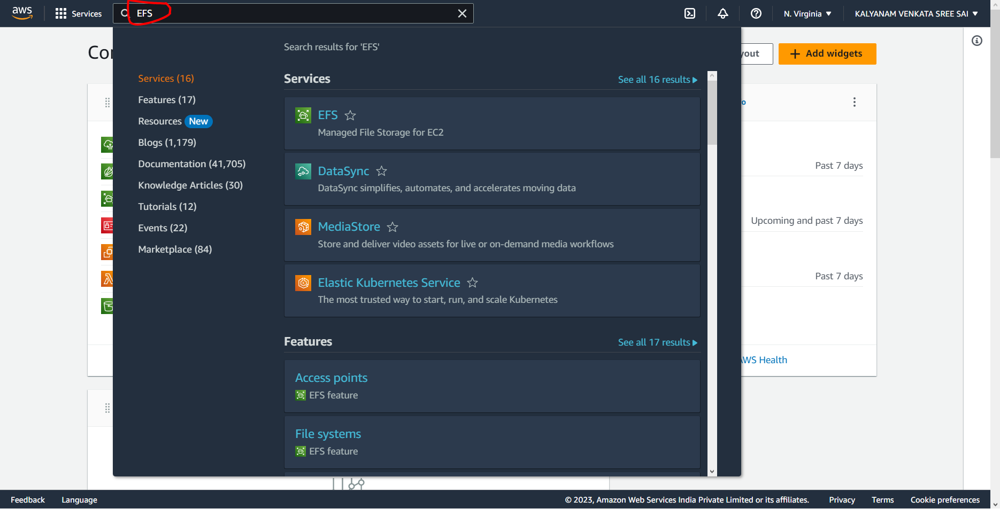 aws
Services
EFS
N. Virginia
KALYANAM VENKATA SREE SAI
Search results for 'EFS'
Add widgets
Services (16)
Features (17)
Resources New
Blogs (1,179)
Documentation (41,705)
Knowledge Articles (30)
Tutorials (12)
Events (22)
Marketplace (84)
Services
See all 16 results
EFS
Managed File Storage for EC2
DataSync
DataSync simplifies, automates, and accelerates moving data
MediaStore
Store and deliver video assets for live or on-demand media workflows
Elastic Kubernetes Service
The most trusted way to start, run, and scale Kubernetes
Features
See all 17 results
Access points
EFS feature
File systems
EFS feature
Past 7 days
Upcoming and past 7 days
Past 7 days
AWS Health
Feedback
Language
© 2023, Amazon Web Services India Private Limited or its affiliates.
Privacy
Terms
Cookie preferences